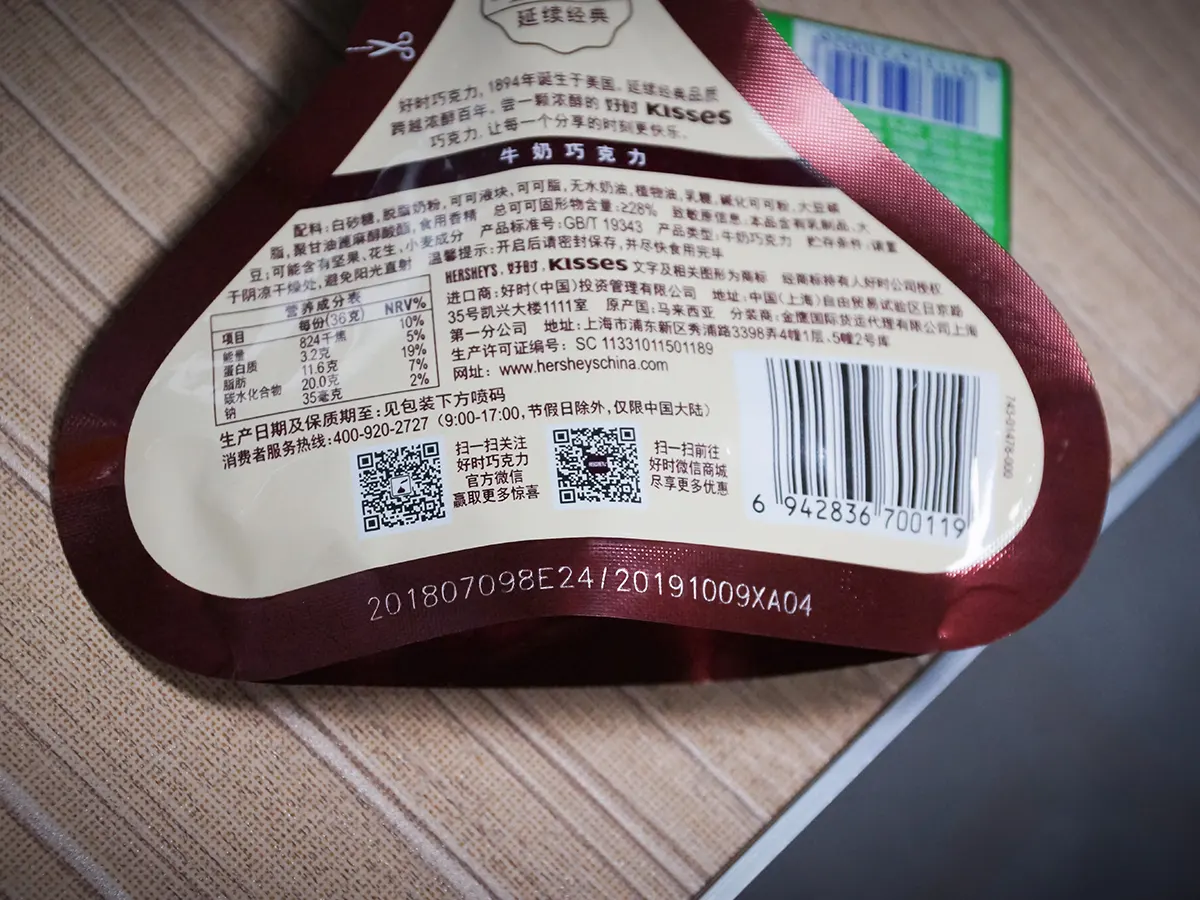 延续经典
好时巧克力, 1894年诞生于美国。延续经典品质
跨越浓醇百年。尝一颗浓醇的 好时 KISSES
巧克力, 让每一个分享的时刻更快乐。
牛奶巧克力
配料:白砂糖,脱脂奶粉,可可液块,可可脂,无水奶油,植物油,乳糖,碱化可可粉,大豆磷
脂,聚甘油蓖麻醇酸酯,食用香精 总可可固形物含量:≥28% 致敏原信息:本品含有乳制品,大
豆;可能含有坚果、花生,小麦成分 产品标准号:GB/T 19343 产品类型:牛奶巧克力 贮存条件:请置
于阴凉干燥处,避免阳光直射 温馨提示:开启后请密封保存,并尽快食用完毕
营养成分表
项目 每份(36克) NRV%
能量 824千焦 10%
蛋白质 3.2克 5%
脂肪 11.6克 19%
碳水化合物 20.0克 7%
钠 35毫克 2%
HERSHEY'S, 好时, KISSES 文字及相关图形为商标 经商标持有人好时公司授权
进口商:好时(中国)投资管理有限公司 地址:中国(上海)自由贸易试验区日京路
35号凯兴大楼1111室 原产国:马来西亚 分装商:金鹰国际货运代理有限公司上海
第一分公司 地址:上海市浦东新区秀浦路3398弄4幢1层,5幢2号库
生产许可证编号: SC 11331011501189
网址: www.hersheyschina.com
生产日期及保质期至:见包装下方喷码
消费者服务热线:400-920-2727 (9:00-17:00,节假日除外,仅限中国大陆)
扫一扫关注
好时巧克力
官方微信
赢取更多惊喜
扫一扫前往
好时微信商城
尽享更多优惠
6 942836 700119
201807098E24/20191009XA04